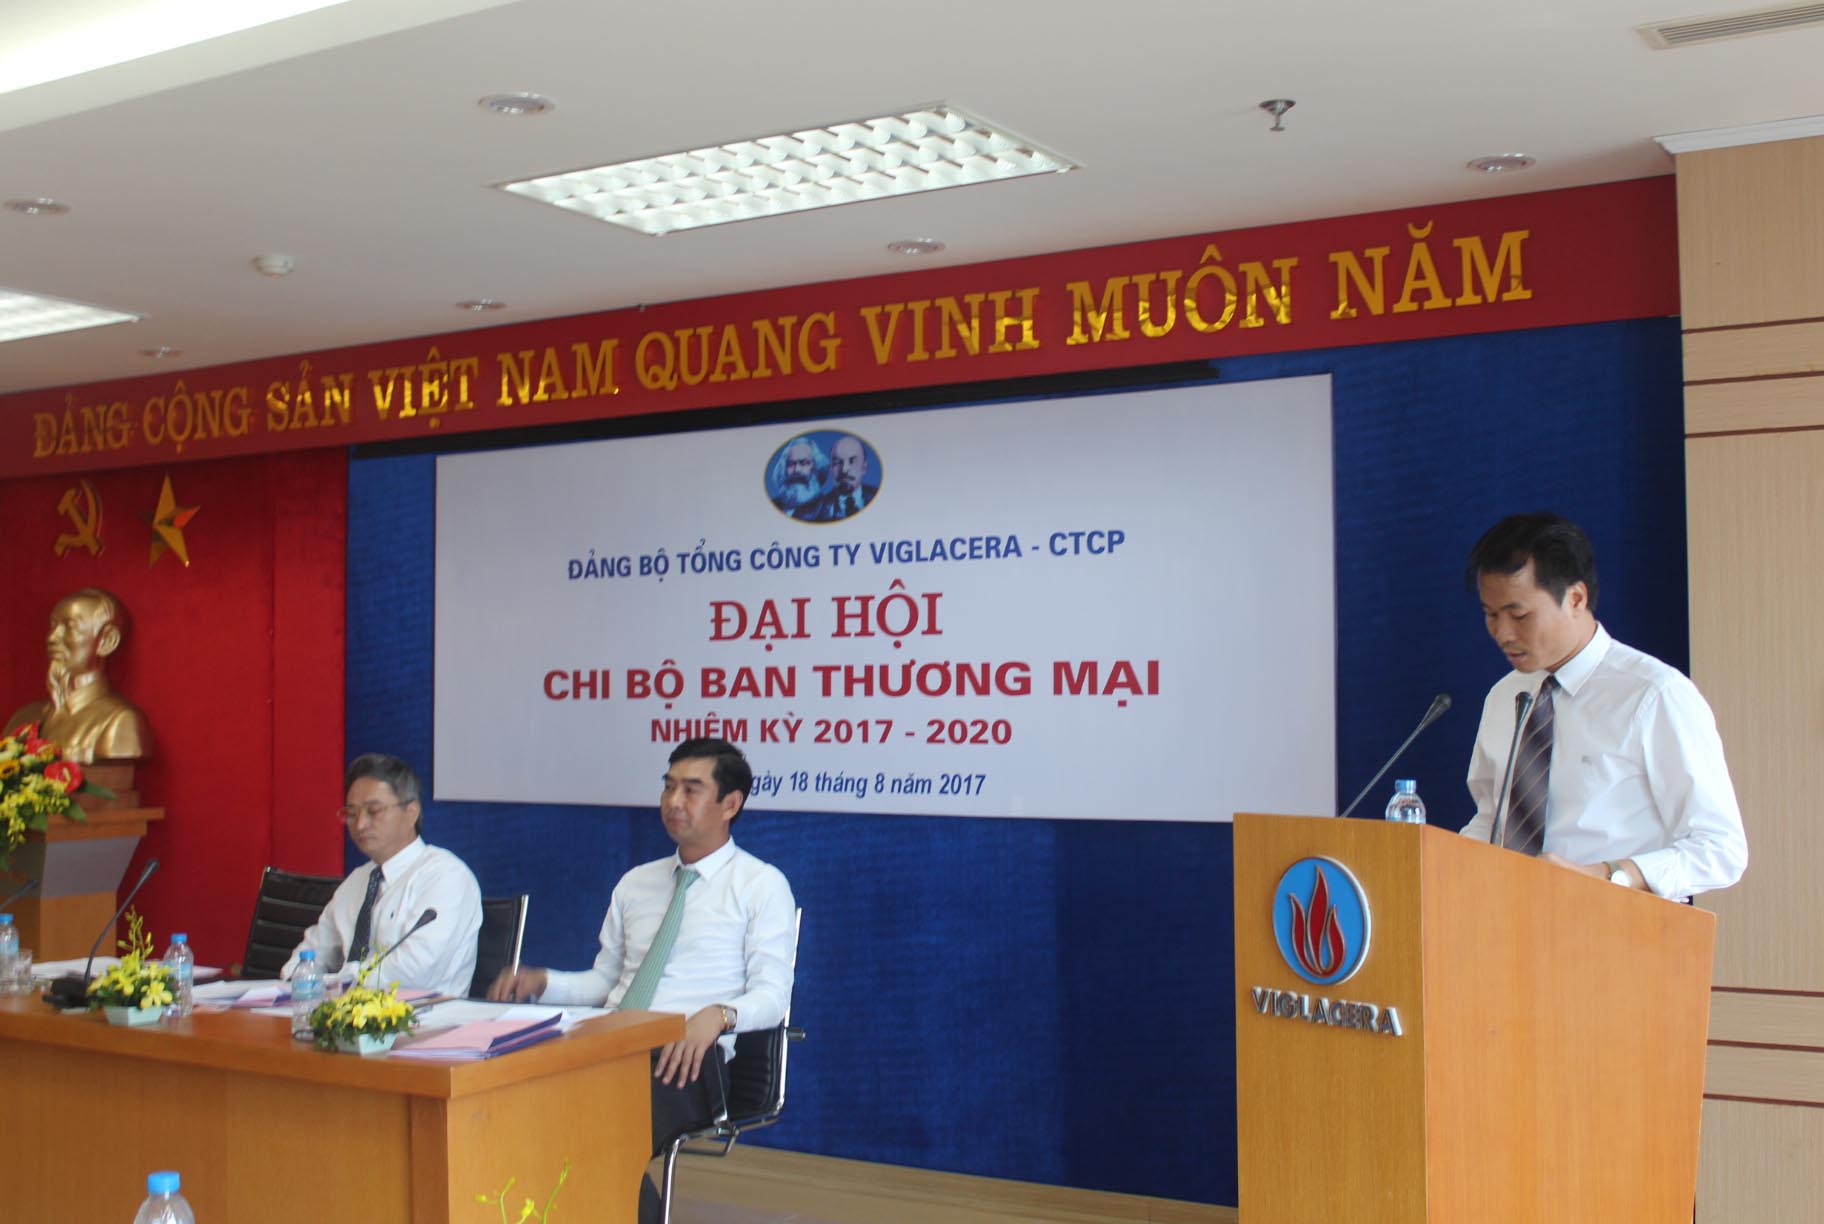 ĐẢNG CỘNG SẢN VIỆT NAM QUANG VINH MUÔN NĂM
ĐẢNG BỘ TỔNG CÔNG TY VIGLACERA - CTCP
ĐẠI HỘI
CHI BỘ BAN THƯƠNG MẠI
NHIỆM KỲ 2017 - 2020
gày 18 tháng 8 năm 2017
VIGLACERA